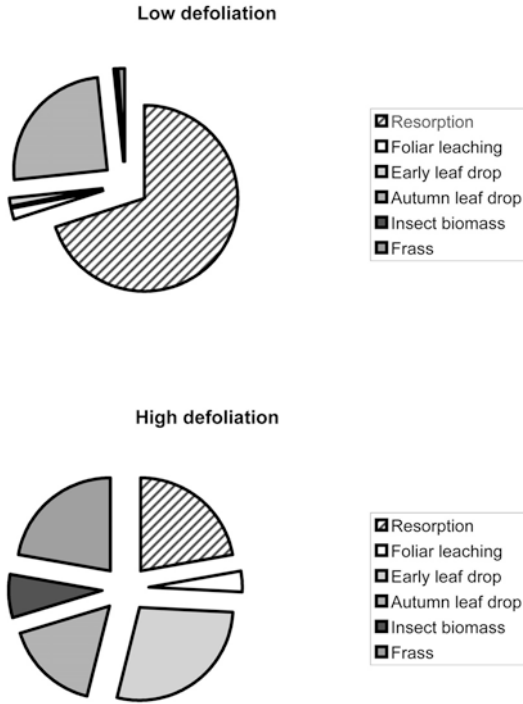 Low defoliation
Resorption
Foliar leaching
Early leaf drop
Autumn leaf drop
Insect biomass
Frass
High defoliation
Resorption
Foliar leaching
Early leaf drop
Autumn leaf drop
Insect biomass
Frass